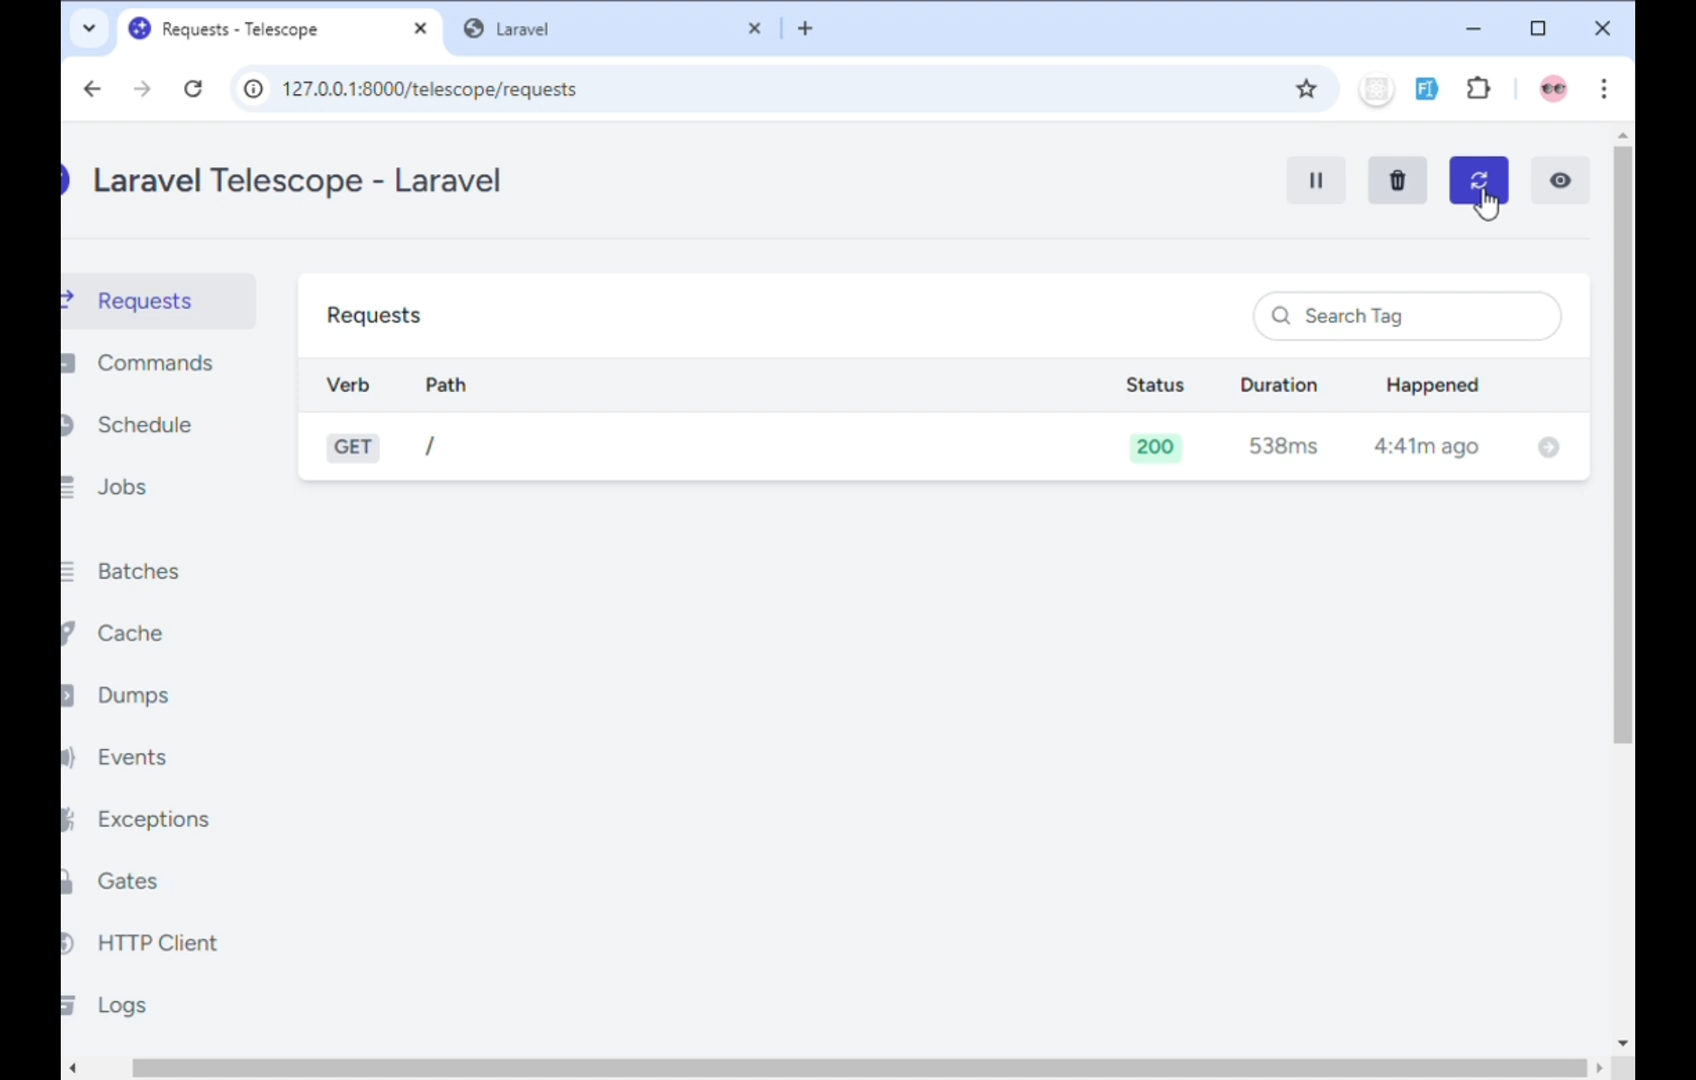 Requests - Telescope
Laravel
127.0.0.1:8000/telescope/requests
Laravel Telescope - Laravel
Requests
Commands
Schedule
Jobs
Batches
Cache
Dumps
Events
Exceptions
Gates
HTTP Client
Logs
Requests
Search Tag
Verb Path Status Duration Happened
GET / 200 538ms 4:41m ago